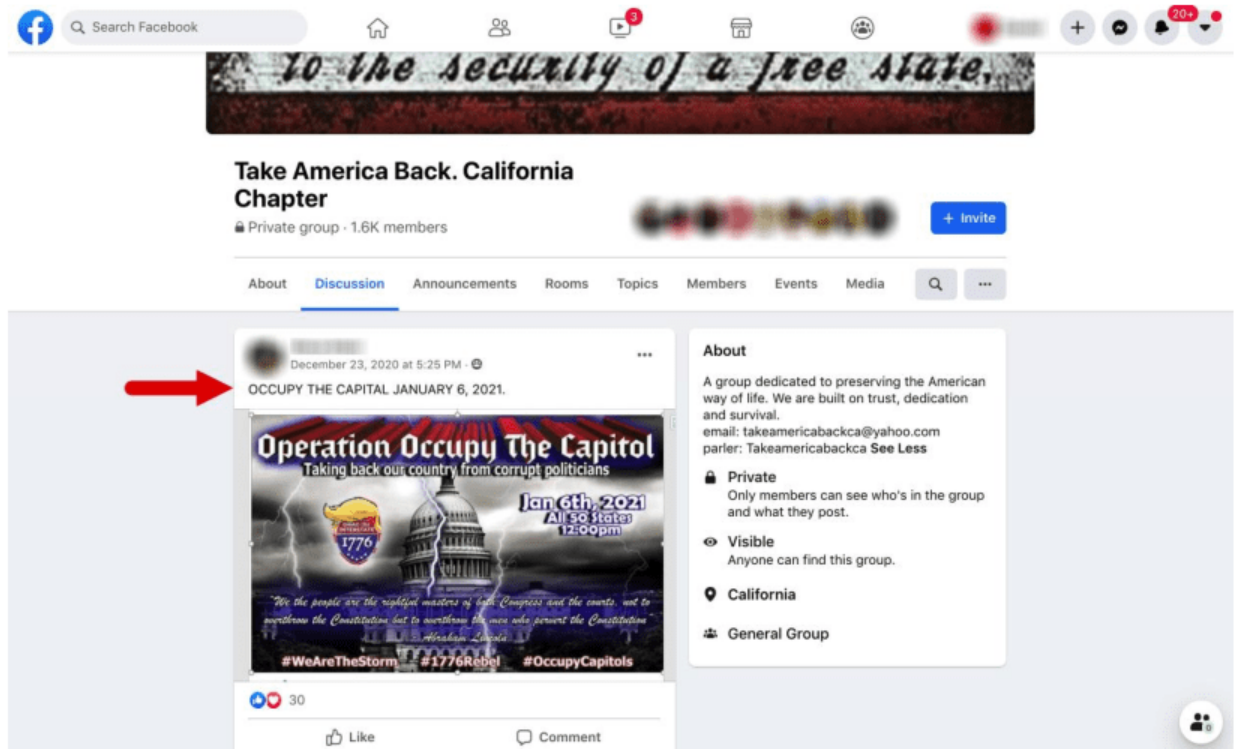 Search Facebook
3
20+
to the security of a free state,
Take America Back. California
Chapter
Private group · 1.6K members
+ Invite
About
Discussion
Announcements
Rooms
Topics
Members
Events
Media
December 23, 2020 at 5:25 PM ·
OCCUPY THE CAPITAL JANUARY 6, 2021.
Operation Occupy The Capitol
Taking back our country from corrupt politicians
Jan 6th, 2021
All 50 States
12:00pm
1776
"We the people are the rightful masters of both Congress and the courts, not to
overthrow the Constitution but to overthrow the men who pervert the Constitution
- Abraham Lincoln
#WeAreTheStorm #1776Rebel #OccupyCapitols
30
Like
Comment
About
A group dedicated to preserving the American
way of life. We are built on trust, dedication
and survival.
email: takeamericabackca@yahoo.com
parler: Takeamericabackca See Less
Private
Only members can see who's in the group
and what they post.
Visible
Anyone can find this group.
California
General Group
0